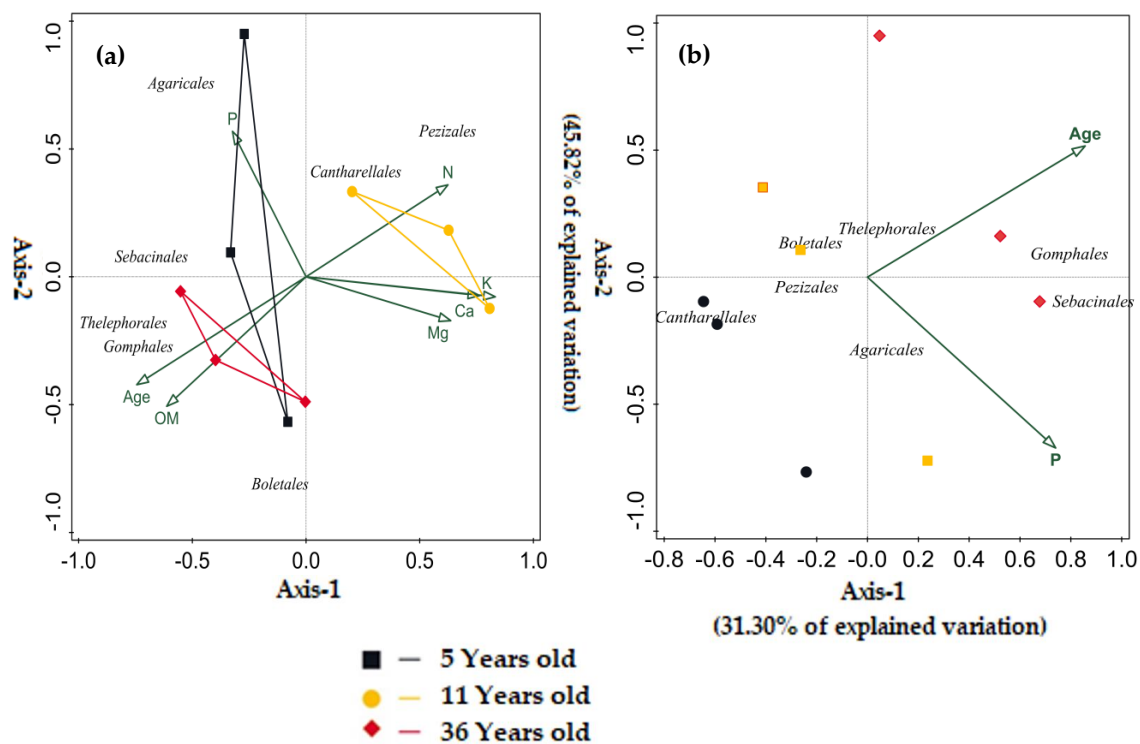 (a)
Agaricales
P
Pezizales
Cantharellales
N
Sebacinales
K
Ca
Mg
Thelephorales
Gomphales
Age
OM
Boletales
1.0
0.5
0.0
-0.5
-1.0
Axis-2
-1.0 -0.5 0.0 0.5 1.0
Axis-1
(b)
Age
Thelephorales
Boletales
Gomphales
Pezizales
Sebacinales
Cantharellales
Agaricales
P
1.0
0.5
0.0
-0.5
-1.0
Axis-2
(45.82% of explained variation)
-0.8 -0.6 -0.4 -0.2 0.0 0.2 0.4 0.6 0.8 1.0
Axis-1
(31.30% of explained variation)
5 Years old
11 Years old
36 Years old